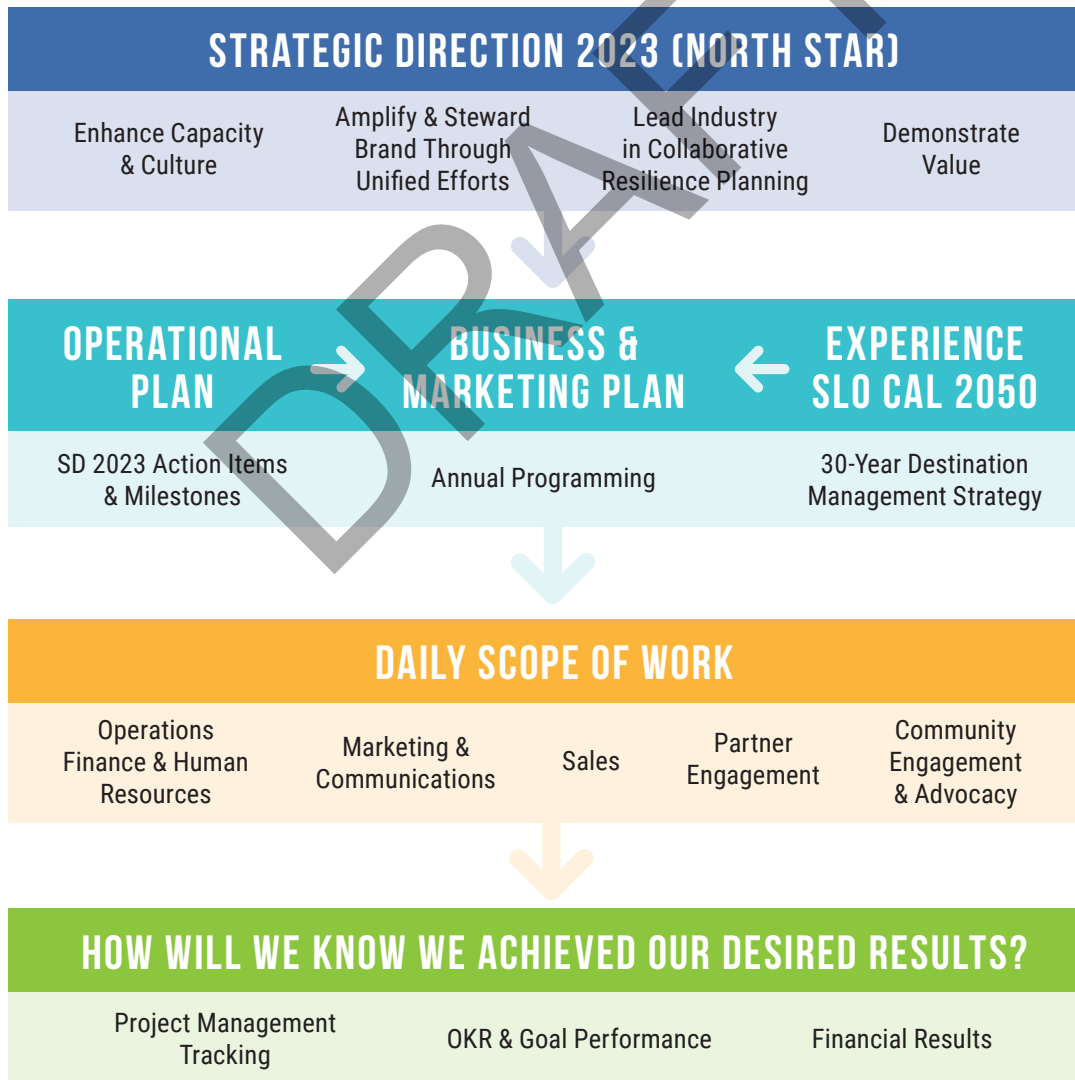 STRATEGIC DIRECTION 2023 (NORTH STAR)
Enhance Capacity
& Culture
Amplify & Steward
Brand Through
Unified Efforts
Lead Industry
in Collaborative
Resilience Planning
Demonstrate
Value
OPERATIONAL
PLAN
BUSINESS &
MARKETING PLAN
EXPERIENCE
SLO CAL 2050
SD 2023 Action Items
& Milestones
Annual Programming
30-Year Destination
Management Strategy
DAILY SCOPE OF WORK
Operations
Finance & Human
Resources
Marketing &
Communications
Sales
Partner
Engagement
Community
Engagement
& Advocacy
HOW WILL WE KNOW WE ACHIEVED OUR DESIRED RESULTS?
Project Management
Tracking
OKR & Goal Performance
Financial Results
DRAFT